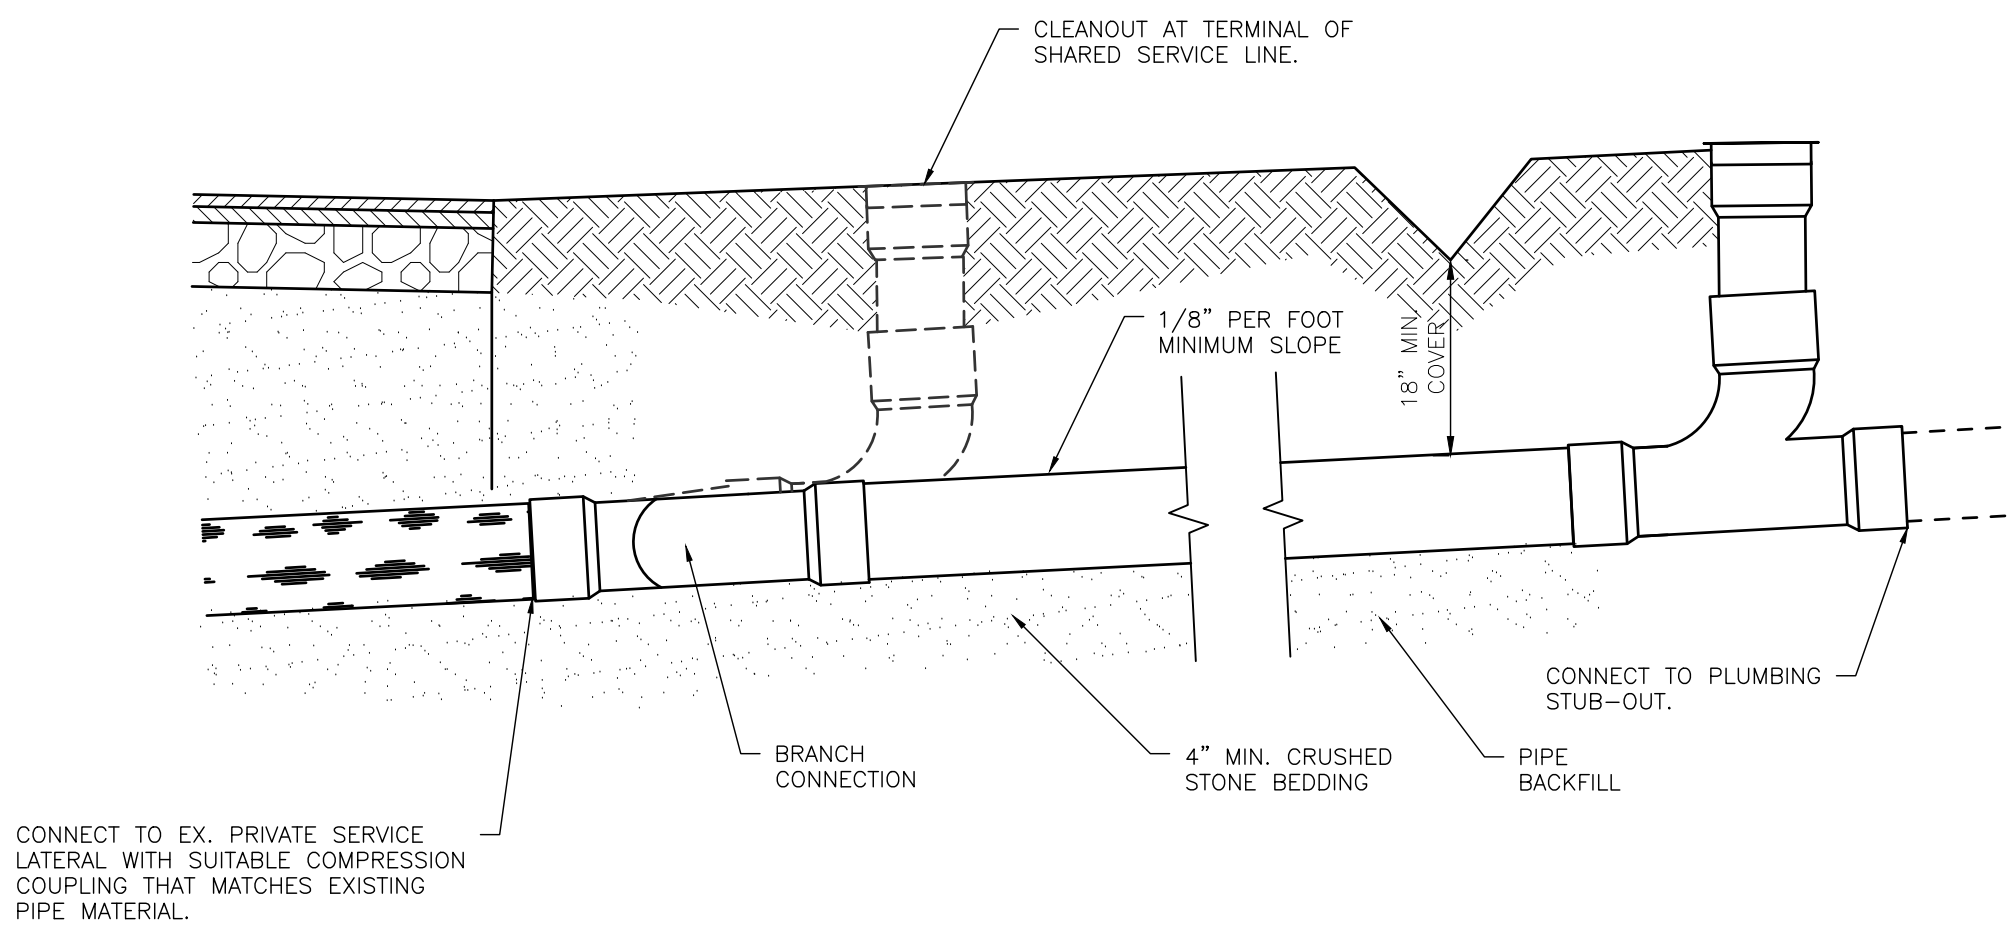 CLEANOUT AT TERMINAL OF
SHARED SERVICE LINE.
1/8" PER FOOT
MINIMUM SLOPE
18" MIN.
COVER
CONNECT TO PLUMBING
STUB-OUT.
BRANCH
CONNECTION
4" MIN. CRUSHED
STONE BEDDING
PIPE
BACKFILL
CONNECT TO EX. PRIVATE SERVICE
LATERAL WITH SUITABLE COMPRESSION
COUPLING THAT MATCHES EXISTING
PIPE MATERIAL.